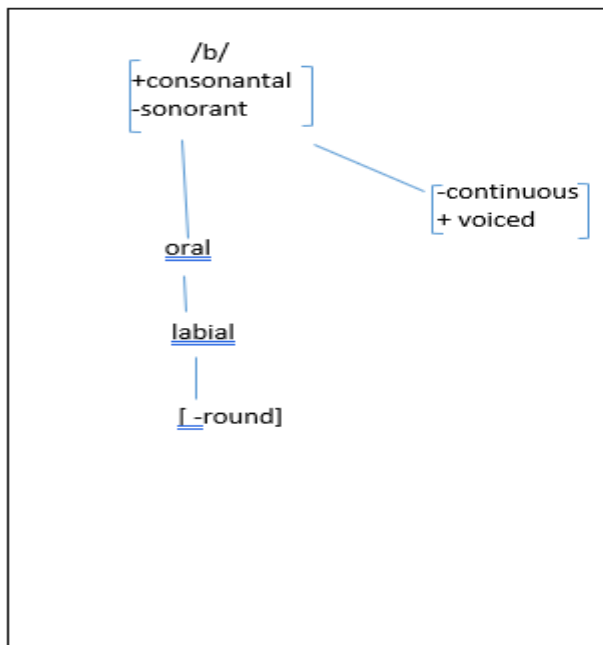 /b/
+consonantal
-sonorant
-continuous
+ voiced
oral
labial
[ -round]